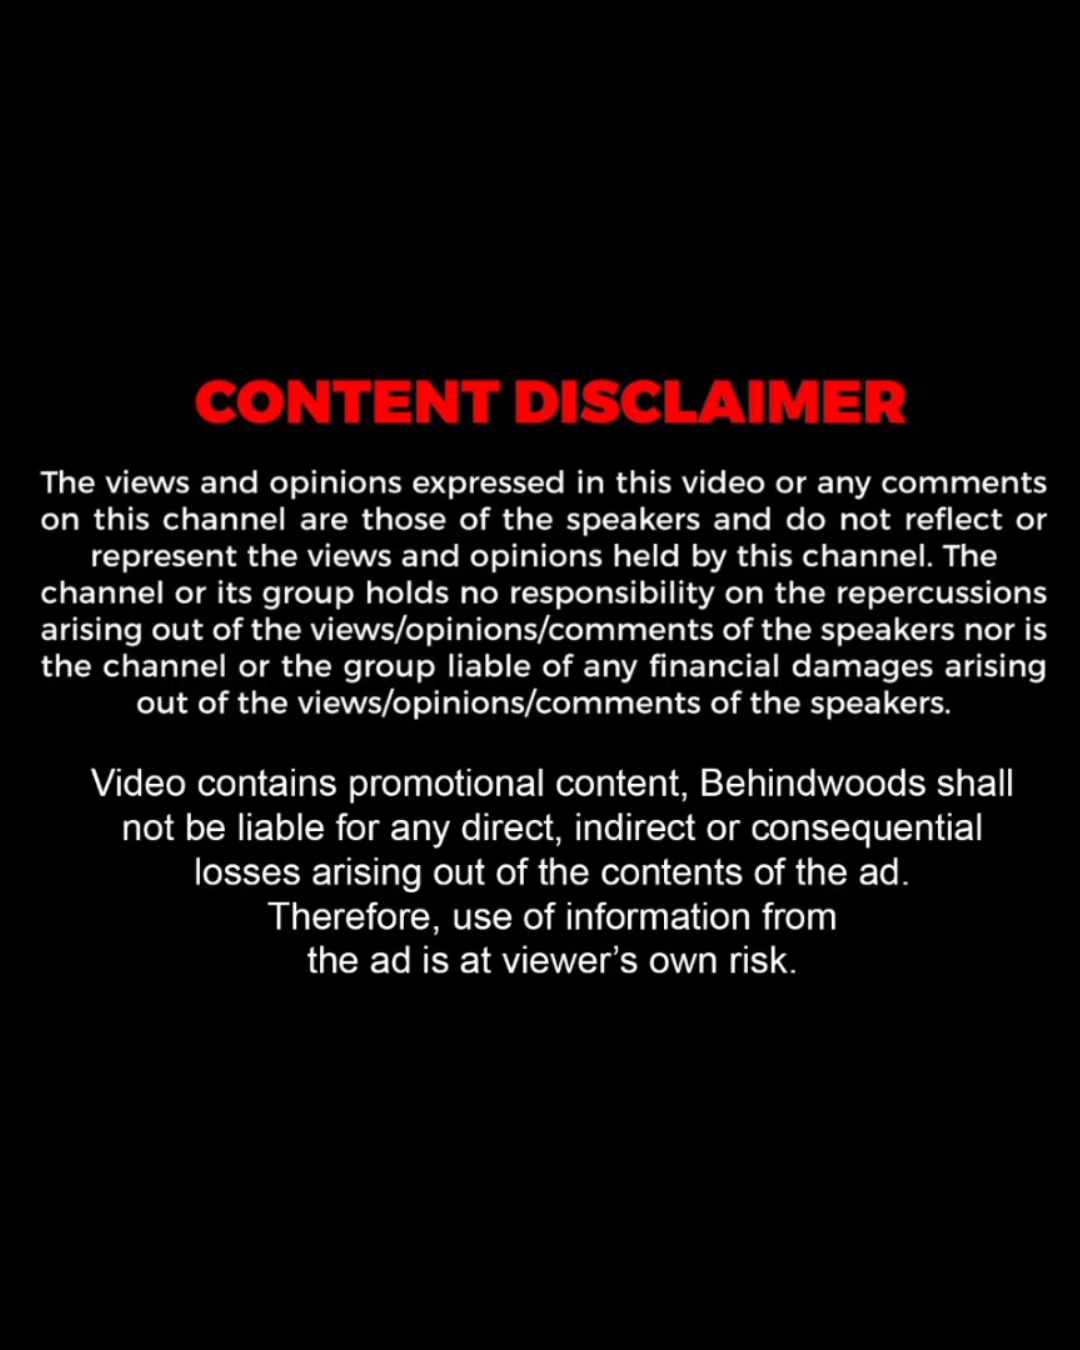 CONTENT DISCLAIMER
The views and opinions expressed in this video or any comments
on this channel are those of the speakers and do not reflect or
represent the views and opinions held by this channel. The
channel or its group holds no responsibility on the repercussions
arising out of the views/opinions/comments of the speakers nor is
the channel or the group liable of any financial damages arising
out of the views/opinions/comments of the speakers.
Video contains promotional content, Behindwoods shall
not be liable for any direct, indirect or consequential
losses arising out of the contents of the ad.
Therefore, use of information from
the ad is at viewer’s own risk.